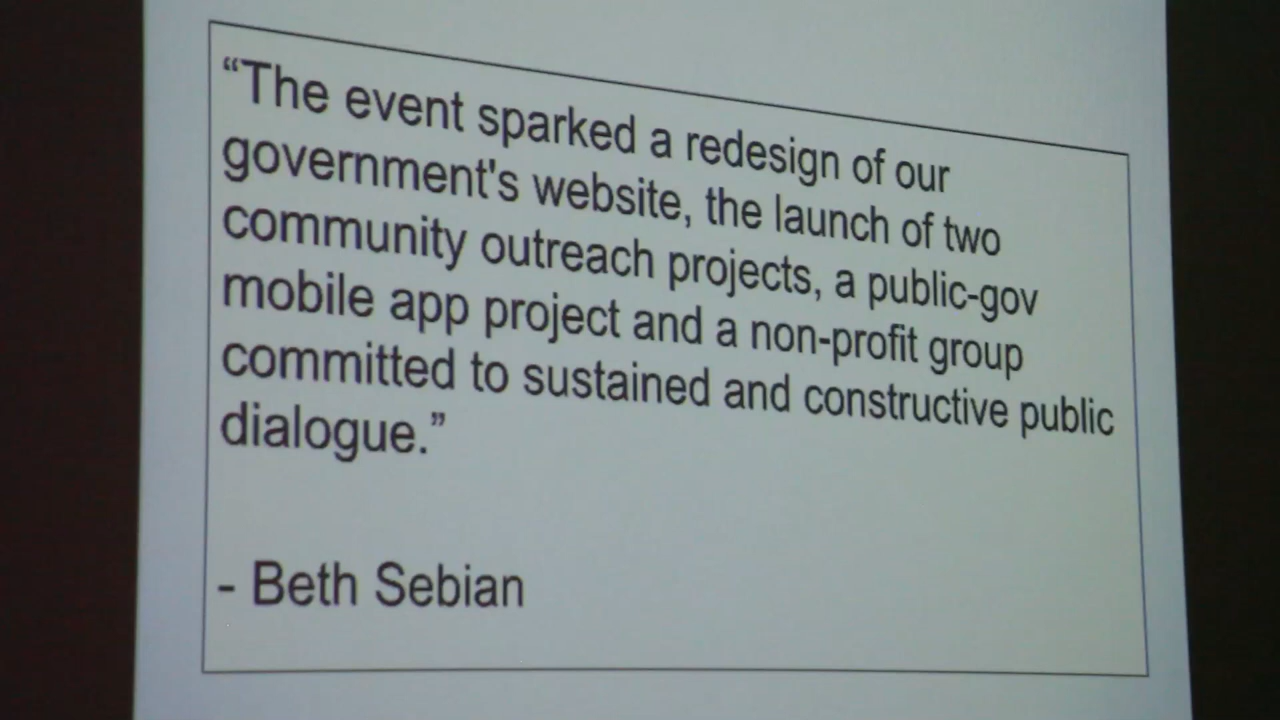 “The event sparked a redesign of our
government's website, the launch of two
community outreach projects, a public-gov
mobile app project and a non-profit group
committed to sustained and constructive public
dialogue.”
- Beth Sebian